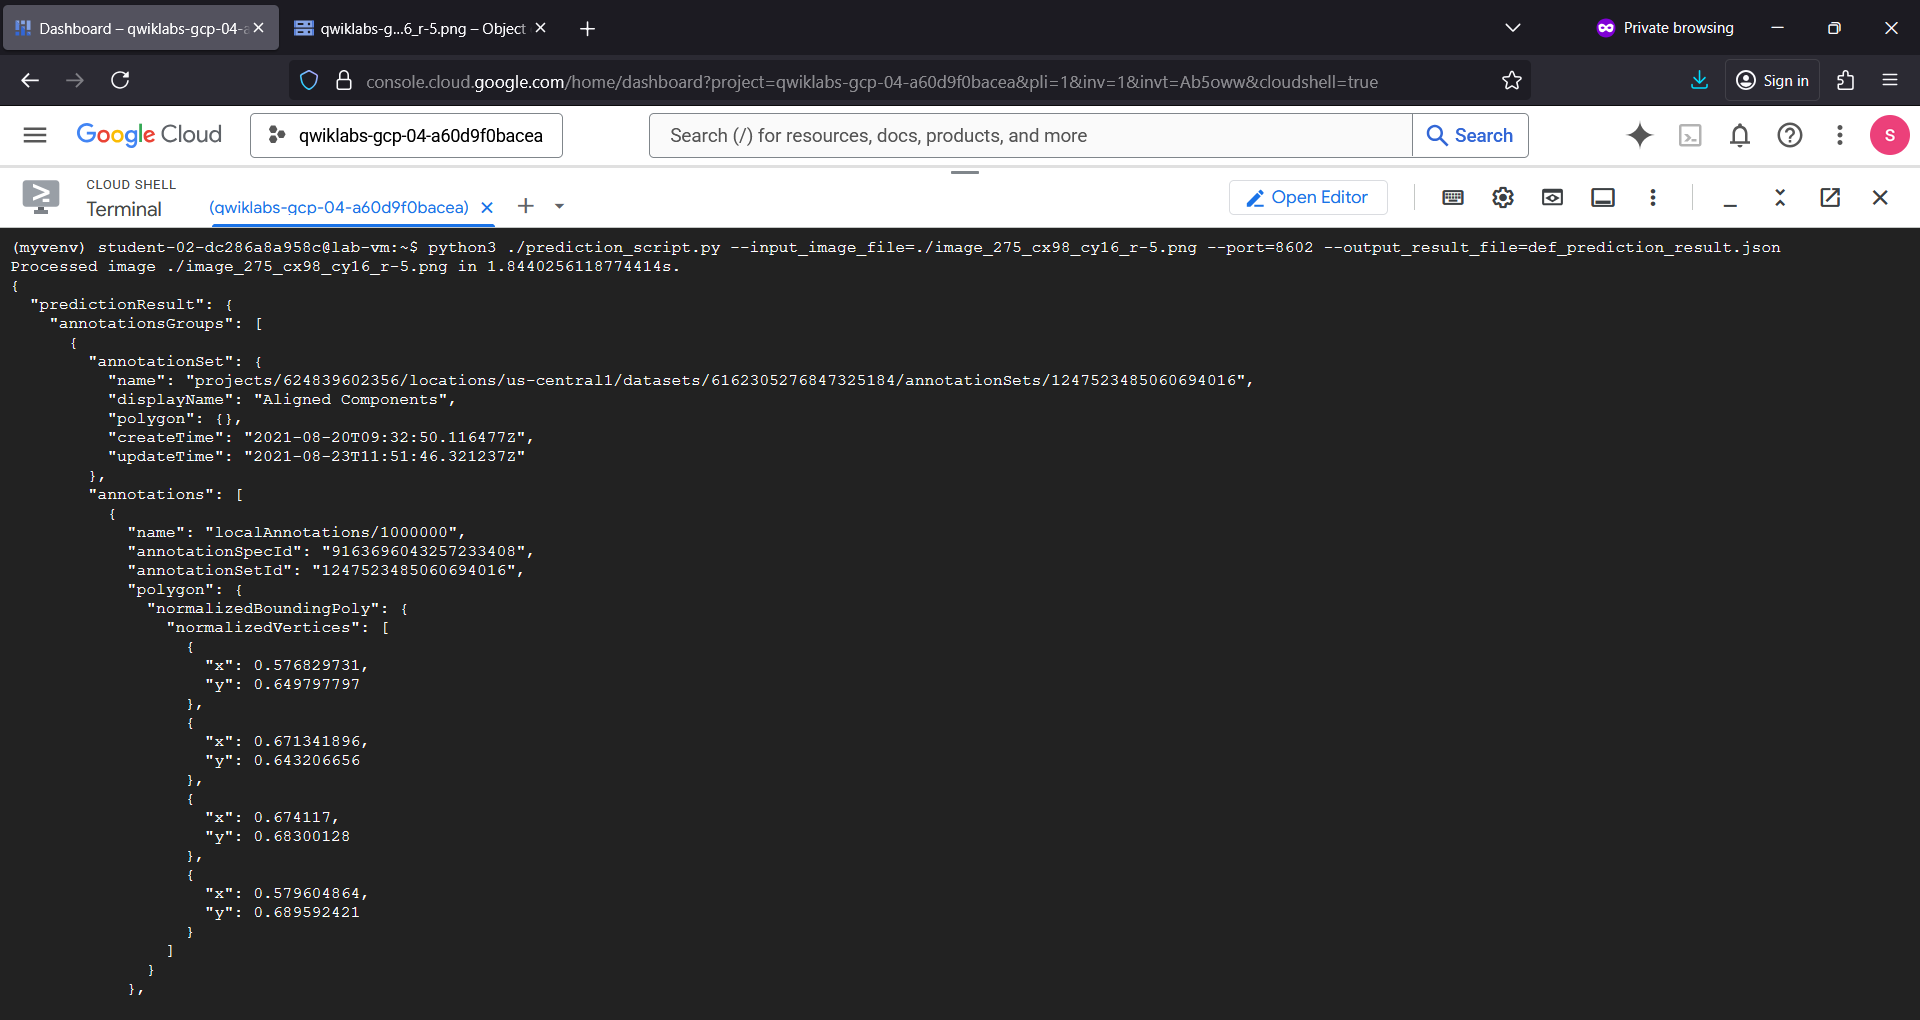 Dashboard – qwiklabs-gcp-04-a
qwiklabs-g...6_r-5.png – Object
Private browsing
console.cloud.google.com/home/dashboard?project=qwiklabs-gcp-04-a60d9f0bacea&pli=1&inv=1&invt=Ab5oww&cloudshell=true
Sign in
Google Cloud
qwiklabs-gcp-04-a60d9f0bacea
Search (/) for resources, docs, products, and more
Search
S
CLOUD SHELL
Terminal
(qwiklabs-gcp-04-a60d9f0bacea)
Open Editor
(myvenv) student-02-dc286a8a958c@lab-vm:~$ python3 ./prediction_script.py --input_image_file=./image_275_cx98_cy16_r-5.png --port=8602 --output_result_file=def_prediction_result.json
Processed image ./image_275_cx98_cy16_r-5.png in 1.8440256118774414s.
{
  "predictionResult": {
    "annotationsGroups": [
      {
        "annotationSet": {
          "name": "projects/624839602356/locations/us-central1/datasets/6162305276847325184/annotationSets/1247523485060694016",
          "displayName": "Aligned Components",
          "polygon": {},
          "createTime": "2021-08-20T09:32:50.116477Z",
          "updateTime": "2021-08-23T11:51:46.321237Z"
        },
        "annotations": [
          {
            "name": "localAnnotations/1000000",
            "annotationSpecId": "9163696043257233408",
            "annotationSetId": "1247523485060694016",
            "polygon": {
              "normalizedBoundingPoly": {
                "normalizedVertices": [
                  {
                    "x": 0.576829731,
                    "y": 0.649797797
                  },
                  {
                    "x": 0.671341896,
                    "y": 0.643206656
                  },
                  {
                    "x": 0.674117,
                    "y": 0.68300128
                  },
                  {
                    "x": 0.579604864,
                    "y": 0.689592421
                  }
                ]
              }
            },